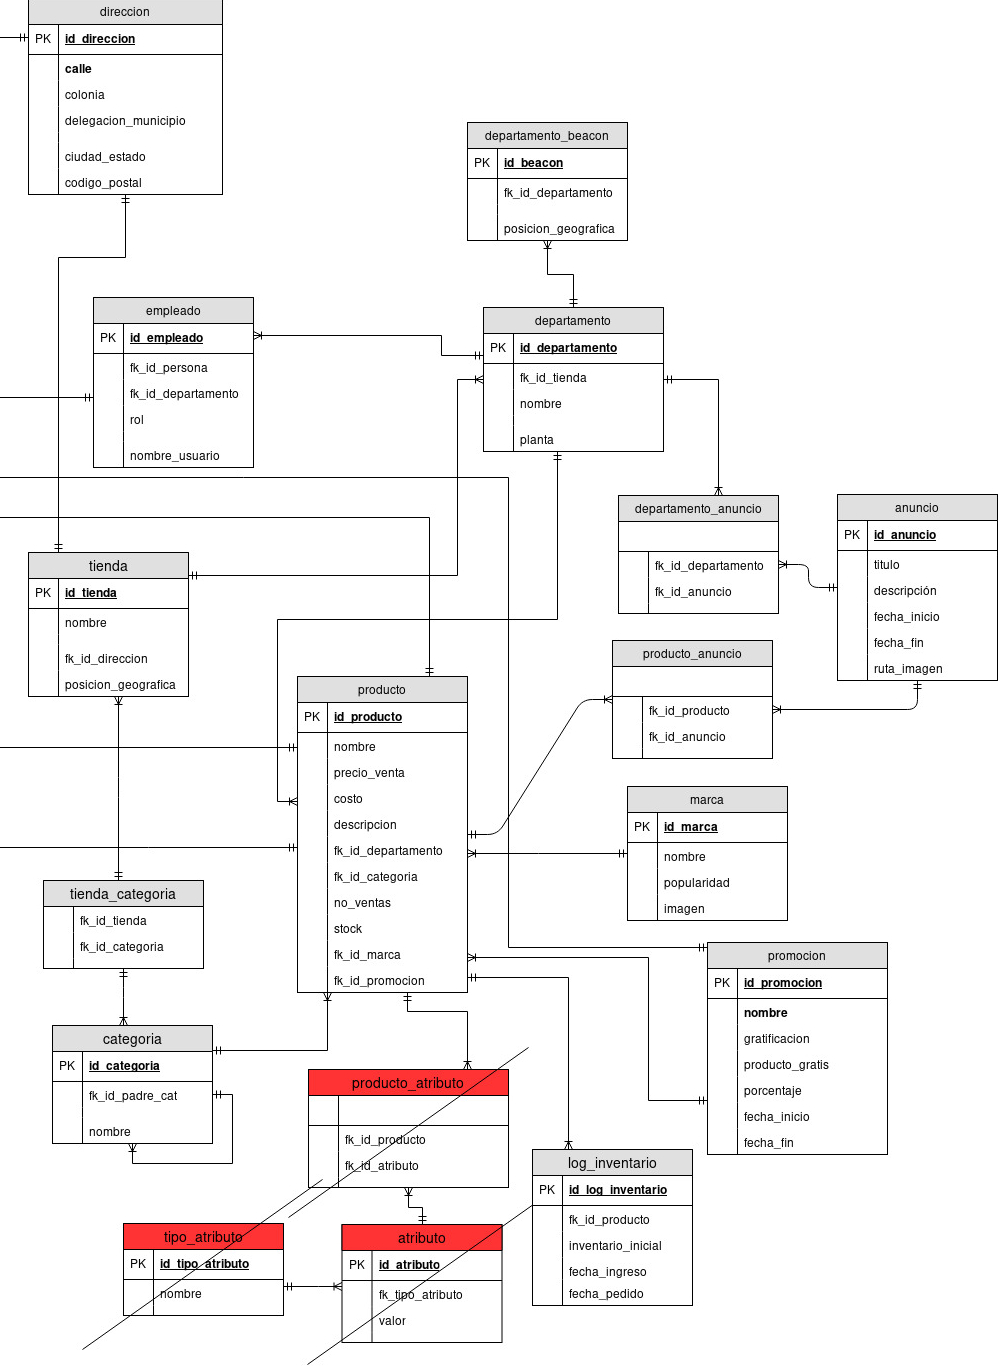 direccion
PK id_direccion
calle
colonia
delegacion_municipio
ciudad_estado
codigo_postal
departamento_beacon
PK id_beacon
fk_id_departamento
posicion_geografica
empleado
PK id_empleado
fk_id_persona
fk_id_departamento
rol
nombre_usuario
departamento
PK id_departamento
fk_id_tienda
nombre
planta
departamento_anuncio
fk_id_departamento
fk_id_anuncio
anuncio
PK id_anuncio
titulo
descripción
fecha_inicio
fecha_fin
ruta_imagen
tienda
PK id_tienda
nombre
fk_id_direccion
posicion_geografica
producto_anuncio
fk_id_producto
fk_id_anuncio
producto
PK id_producto
nombre
precio_venta
costo
descripcion
fk_id_departamento
fk_id_categoria
no_ventas
stock
fk_id_marca
fk_id_promocion
marca
PK id_marca
nombre
popularidad
imagen
tienda_categoria
fk_id_tienda
fk_id_categoria
promocion
PK id_promocion
nombre
gratificacion
producto_gratis
porcentaje
fecha_inicio
fecha_fin
categoria
PK id_categoria
fk_id_padre_cat
nombre
producto_atributo
fk_id_producto
fk_id_atributo
log_inventario
PK id_log_inventario
fk_id_producto
inventario_inicial
fecha_ingreso
fecha_pedido
tipo_atributo
PK id_tipo_atributo
nombre
atributo
PK id_atributo
fk_tipo_atributo
valor